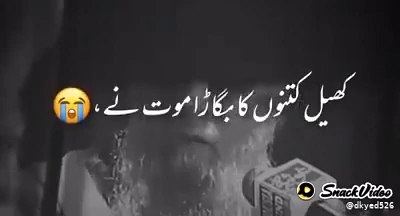 کھیل کتنوں کا بگاڑا موت نے ، 😭
SnackVideo
@dkyed526